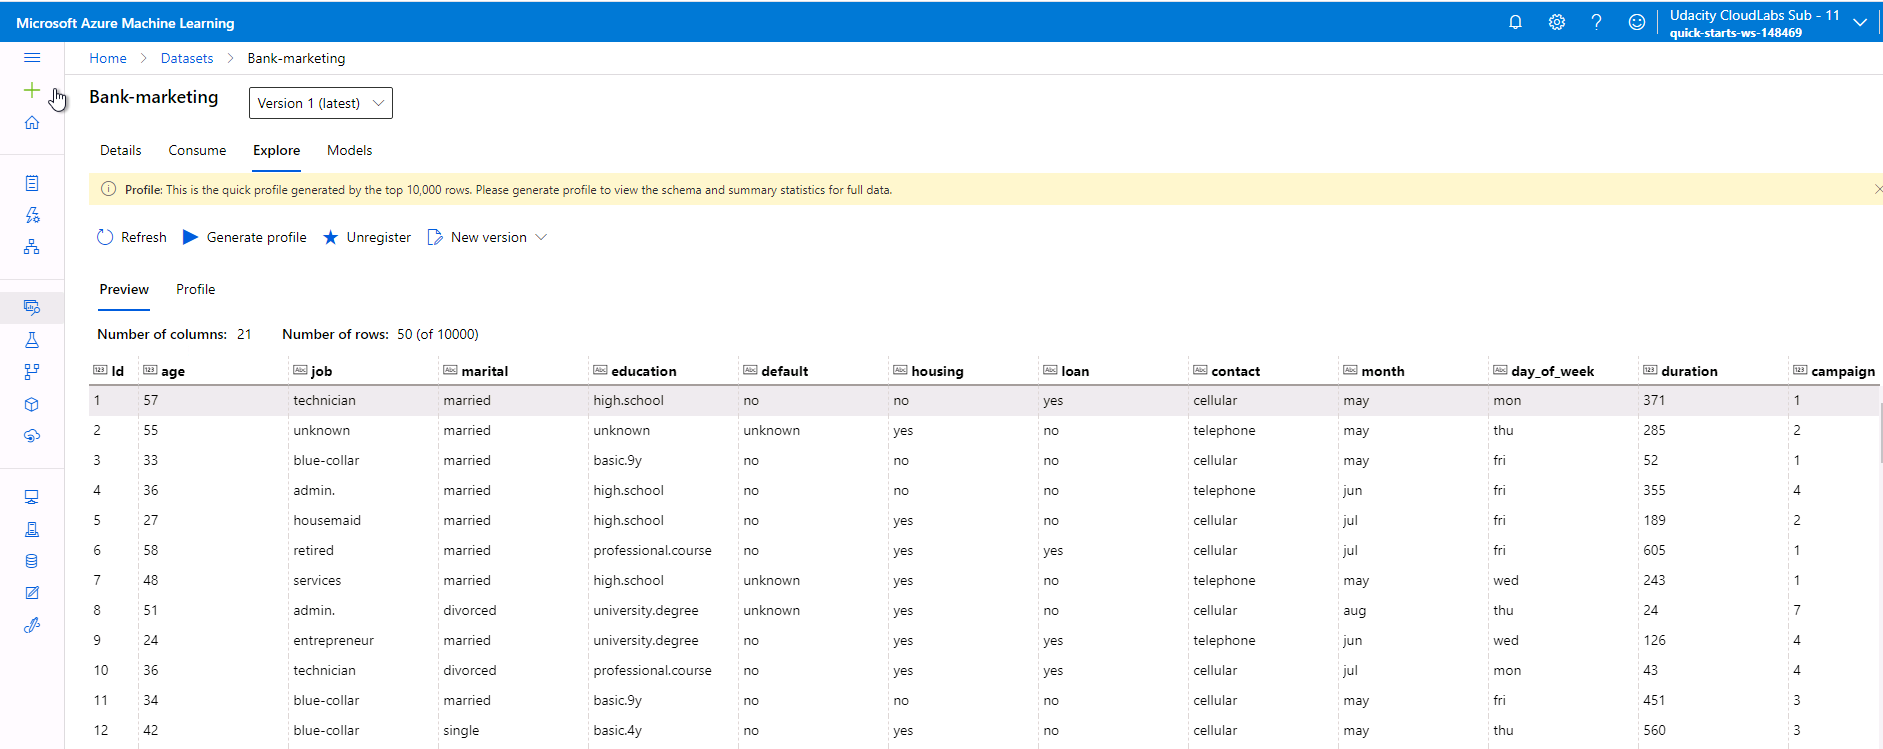 Microsoft Azure Machine Learning
Udacity CloudLabs Sub - 11
quick-starts-ws-148469
Home > Datasets > Bank-marketing
Bank-marketing
Version 1 (latest)
Details Consume Explore Models
Profile: This is the quick profile generated by the top 10,000 rows. Please generate profile to view the schema and summary statistics for full data.
Refresh Generate profile Unregister New version
Preview Profile
Number of columns: 21 Number of rows: 50 (of 10000)
123 Id 123 age Abc job Abc marital Abc education Abc default Abc housing Abc loan Abc contact Abc month Abc day_of_week 123 duration 123 campaign
1 57 technician married high.school no no yes cellular may mon 371 1
2 55 unknown married unknown unknown yes no telephone may thu 285 2
3 33 blue-collar married basic.9y no no no cellular may fri 52 1
4 36 admin. married high.school no no no telephone jun fri 355 4
5 27 housemaid married high.school no yes no cellular jul fri 189 2
6 58 retired married professional.course no yes yes cellular jul fri 605 1
7 48 services married high.school unknown yes no telephone may wed 243 1
8 51 admin. divorced university.degree unknown yes no cellular aug thu 24 7
9 24 entrepreneur married university.degree no yes yes telephone jun wed 126 4
10 36 technician divorced professional.course no yes yes cellular jul mon 43 4
11 34 blue-collar married basic.9y no no no cellular may fri 451 3
12 42 blue-collar single basic.4y no yes no cellular may thu 560 3